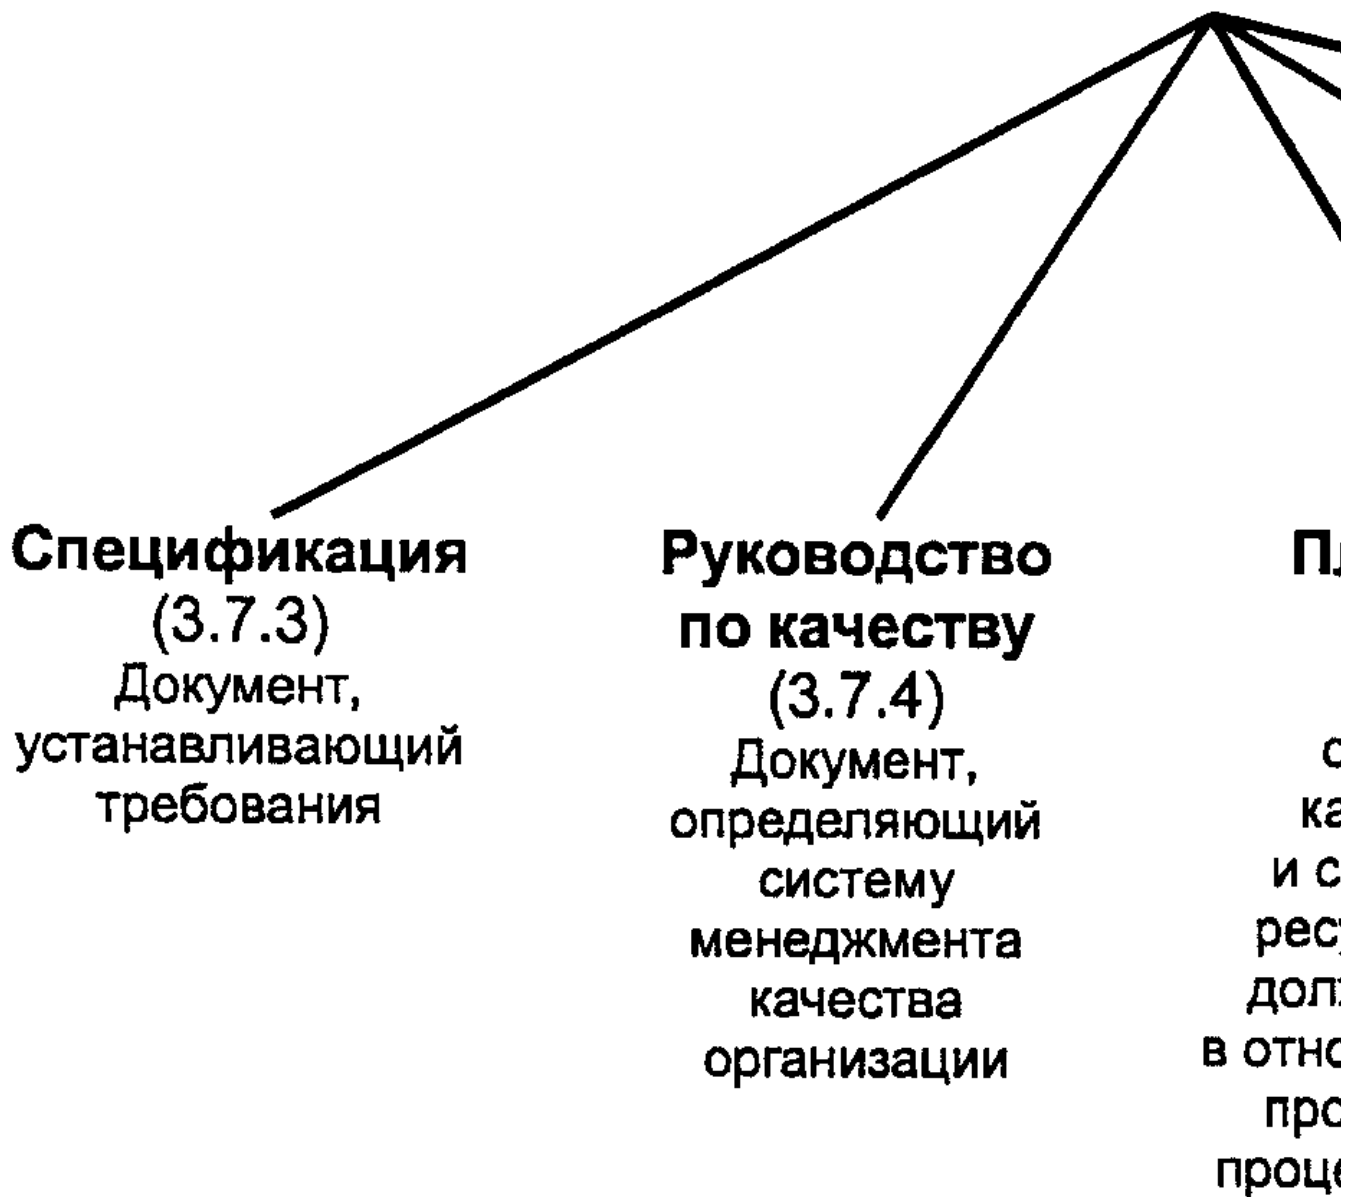 Спецификация
(3.7.3)
Документ,
устанавливающий
требования
Руководство
по качеству
(3.7.4)
Документ,
определяющий
систему
менеджмента
качества
организации
и
в